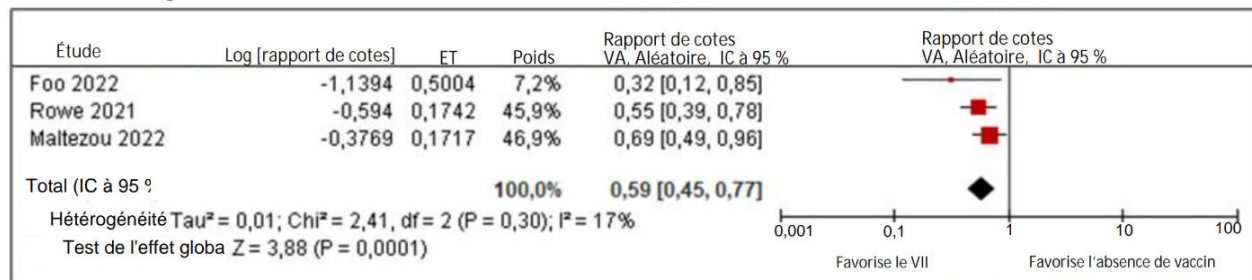 Étude Log [rapport de cotes] ET Poids Rapport de cotes VA, Aléatoire, IC à 95 % Rapport de cotes VA, Aléatoire, IC à 95 %
Foo 2022 -1,1394 0,5004 7,2% 0,32 [0,12, 0,85]
Rowe 2021 -0,594 0,1742 45,9% 0,55 [0,39, 0,78]
Maltezou 2022 -0,3769 0,1717 46,9% 0,69 [0,49, 0,96]
Total (IC à 95 % 100,0% 0,59 [0,45, 0,77]
Hétérogénéité Tau² = 0,01; Chi² = 2,41, df = 2 (P = 0,30); I² = 17%
Test de l'effet globa Z = 3,88 (P = 0,0001)
0,001 0,1 1 10 100
Favorise le VII Favorise l'absence de vaccin